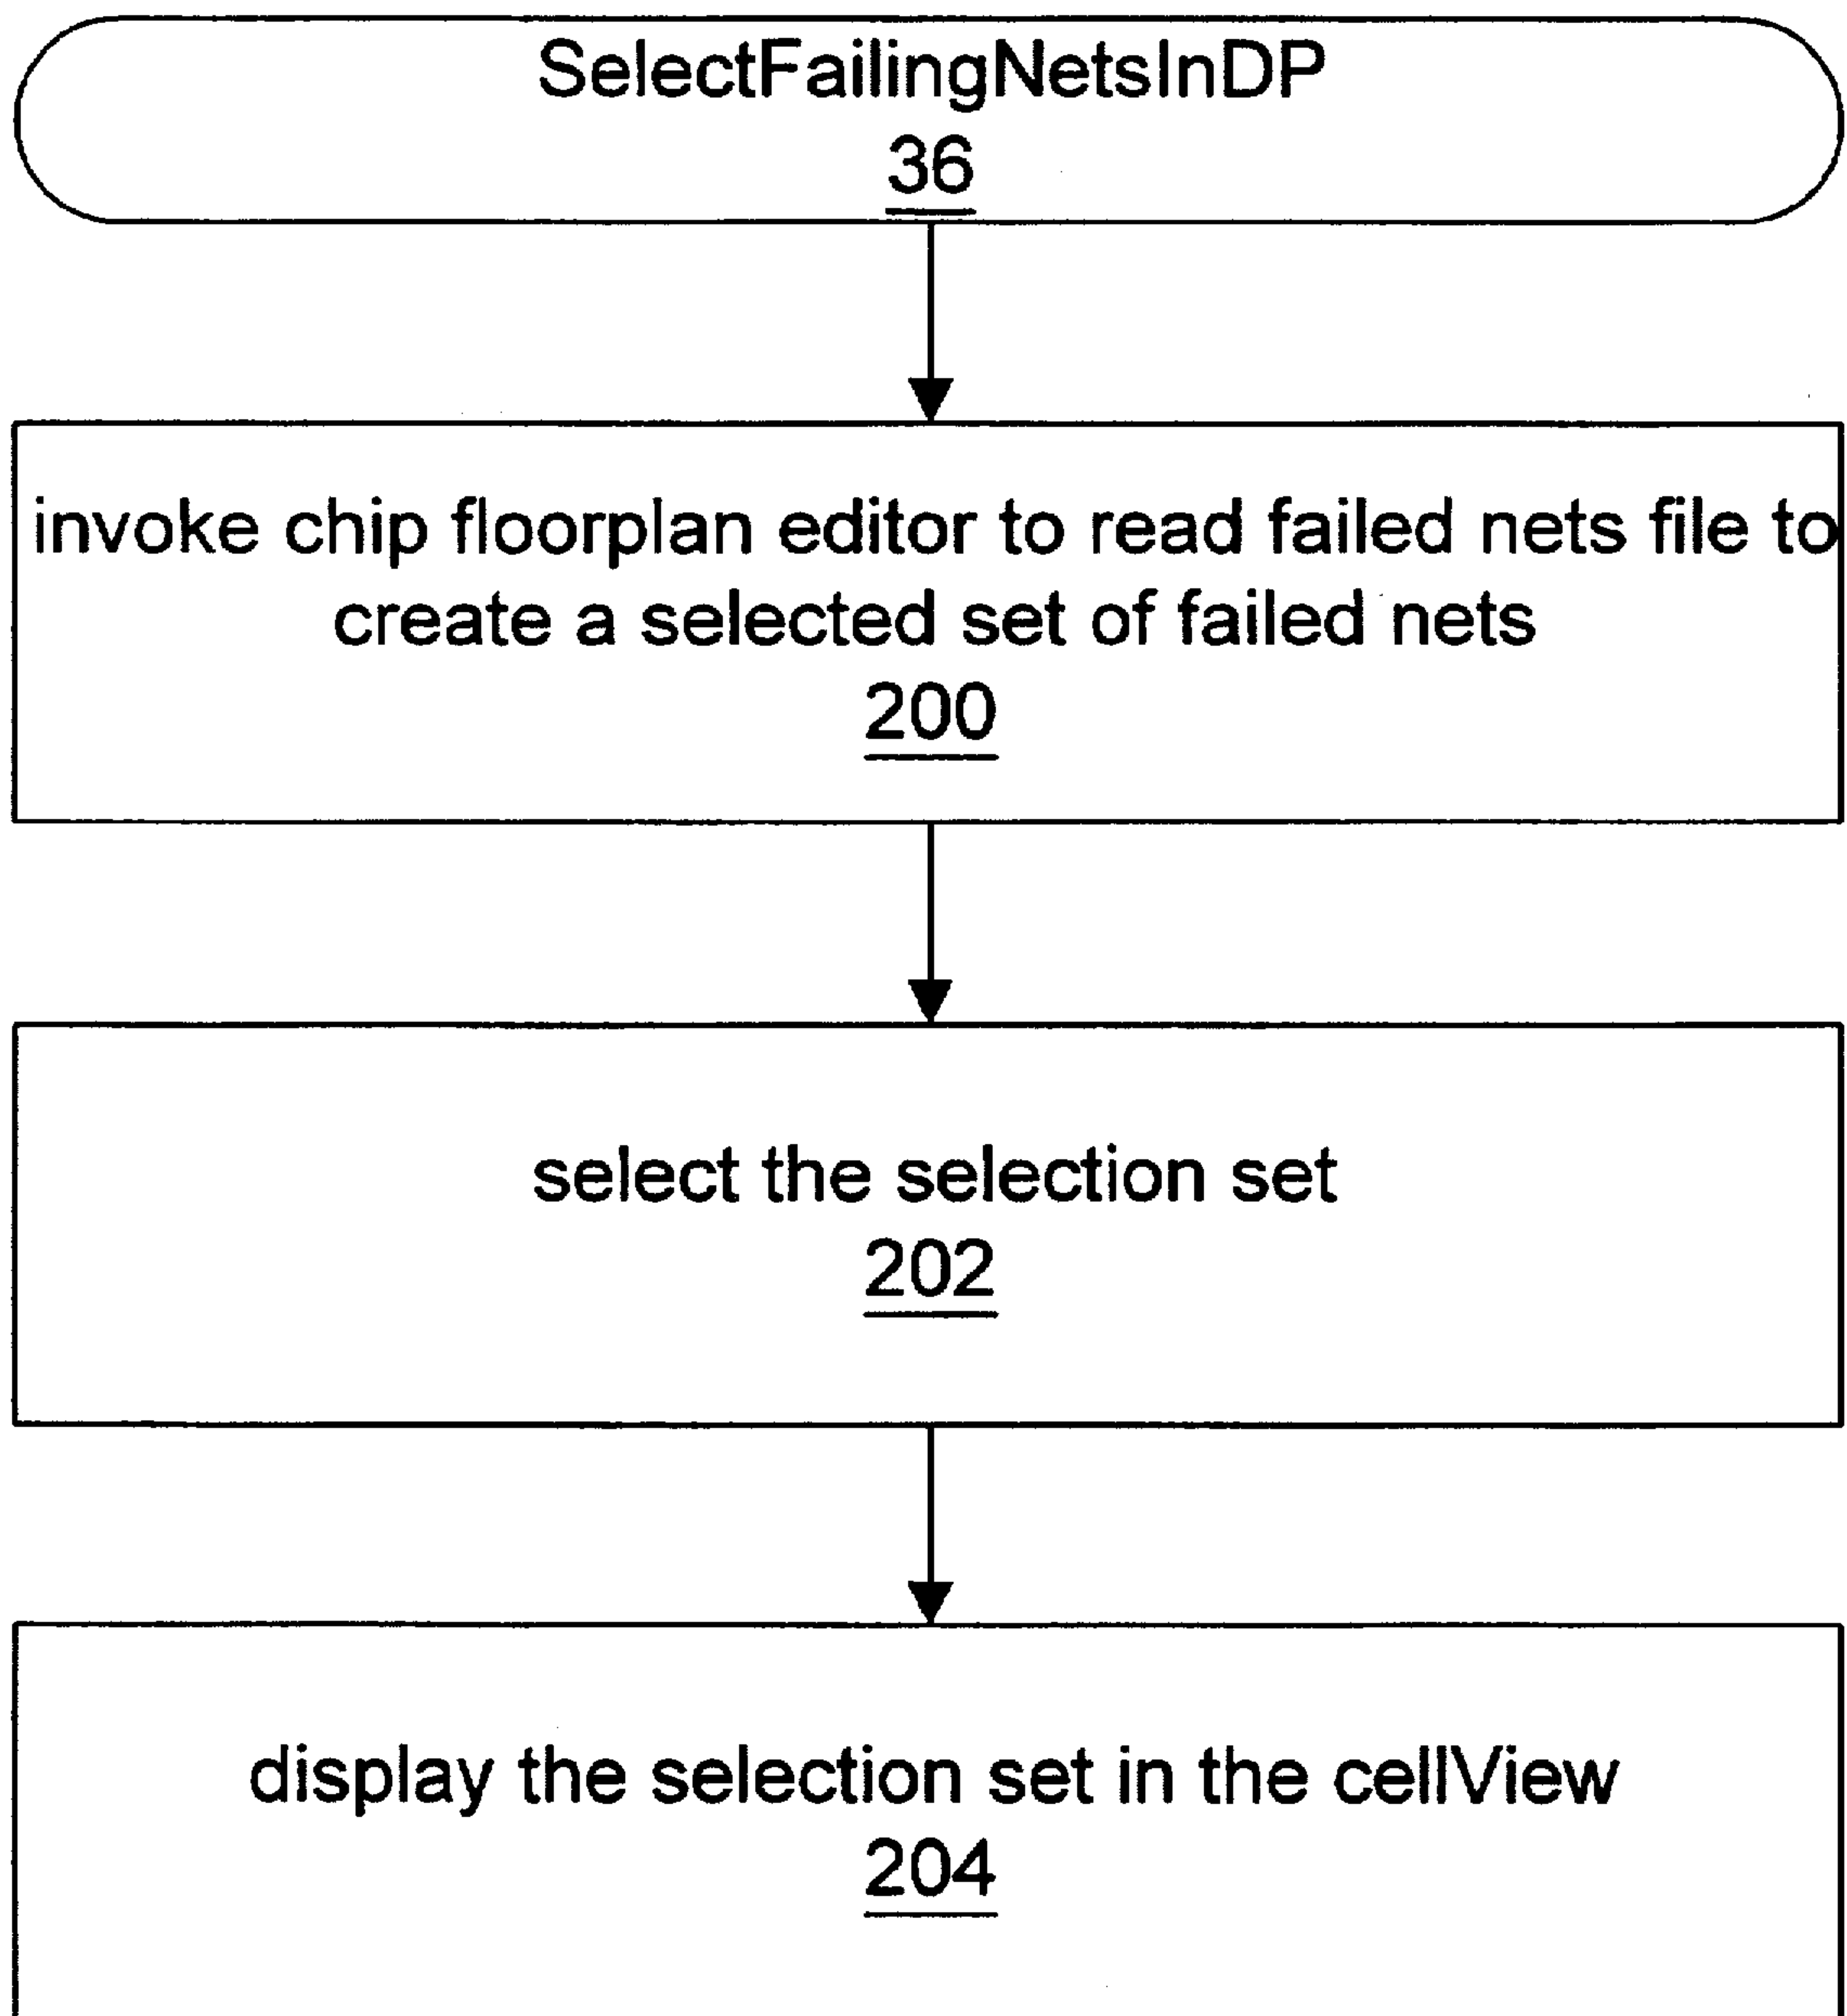 SelectFailingNetsInDP
36
invoke chip floorplan editor to read failed nets file to
create a selected set of failed nets
200
select the selection set
202
display the selection set in the cellView
204